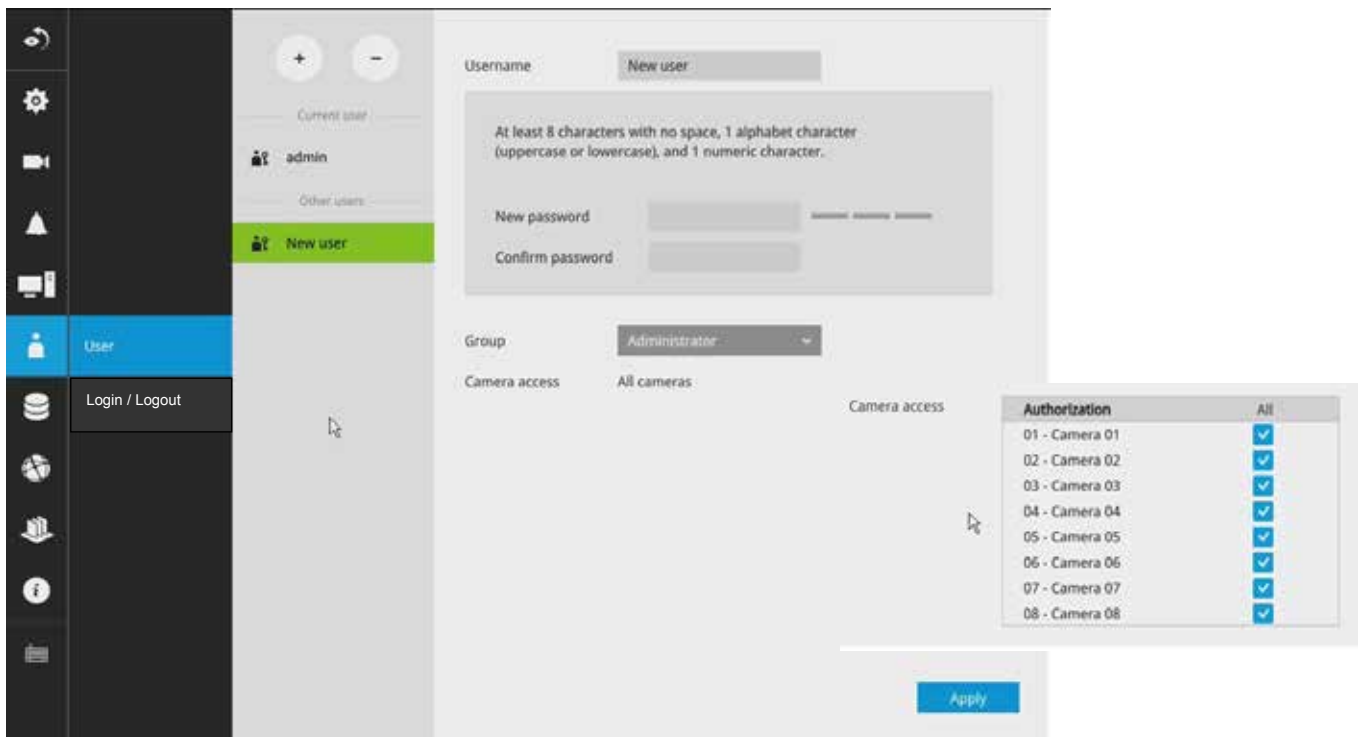 + −
Username New user
Current user
At least 8 characters with no space, 1 alphabet character
(uppercase or lowercase), and 1 numeric character.
admin
Other users
New password
New user
Confirm password
User
Group Administrator
Login / Logout
Camera access All cameras
Camera access
Authorization All
01 - Camera 01
02 - Camera 02
03 - Camera 03
04 - Camera 04
05 - Camera 05
06 - Camera 06
07 - Camera 07
08 - Camera 08
Apply